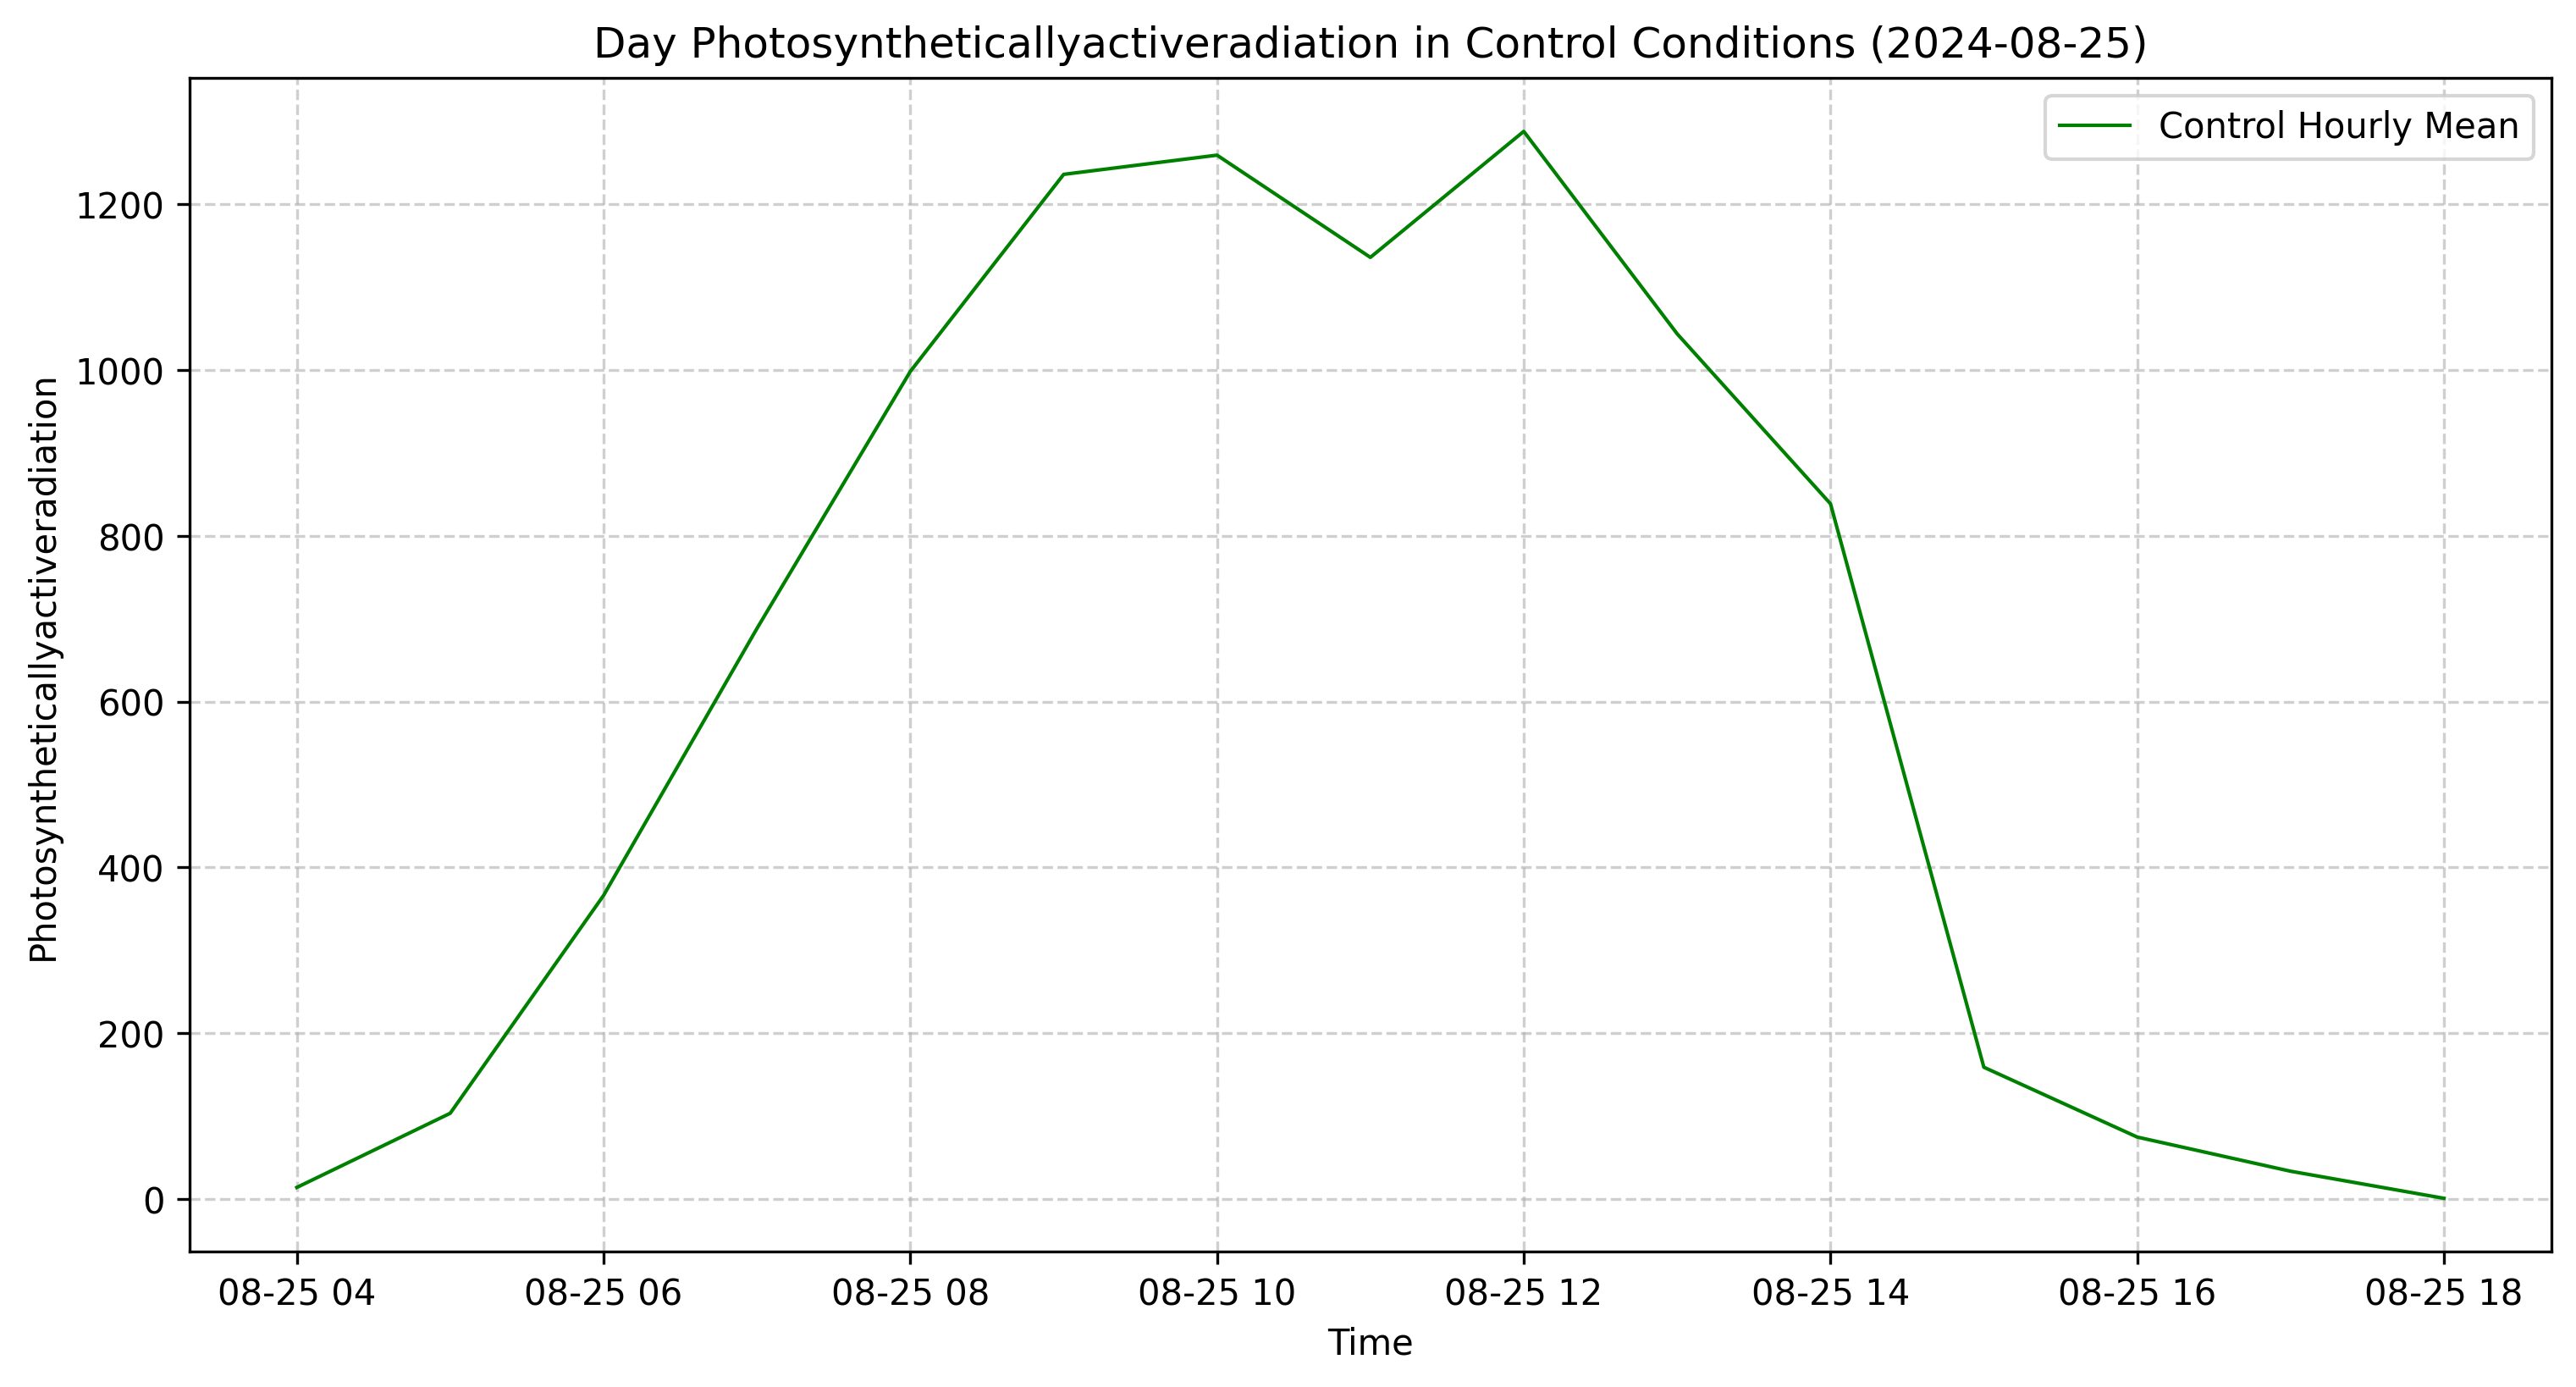 Day Photosyntheticallyactiveradiation in Control Conditions (2024-08-25)
Control Hourly Mean
Photosyntheticallyactiveradiation
1200
1000
800
600
400
200
0
08-25 04 08-25 06 08-25 08 08-25 10 08-25 12 08-25 14 08-25 16 08-25 18
Time